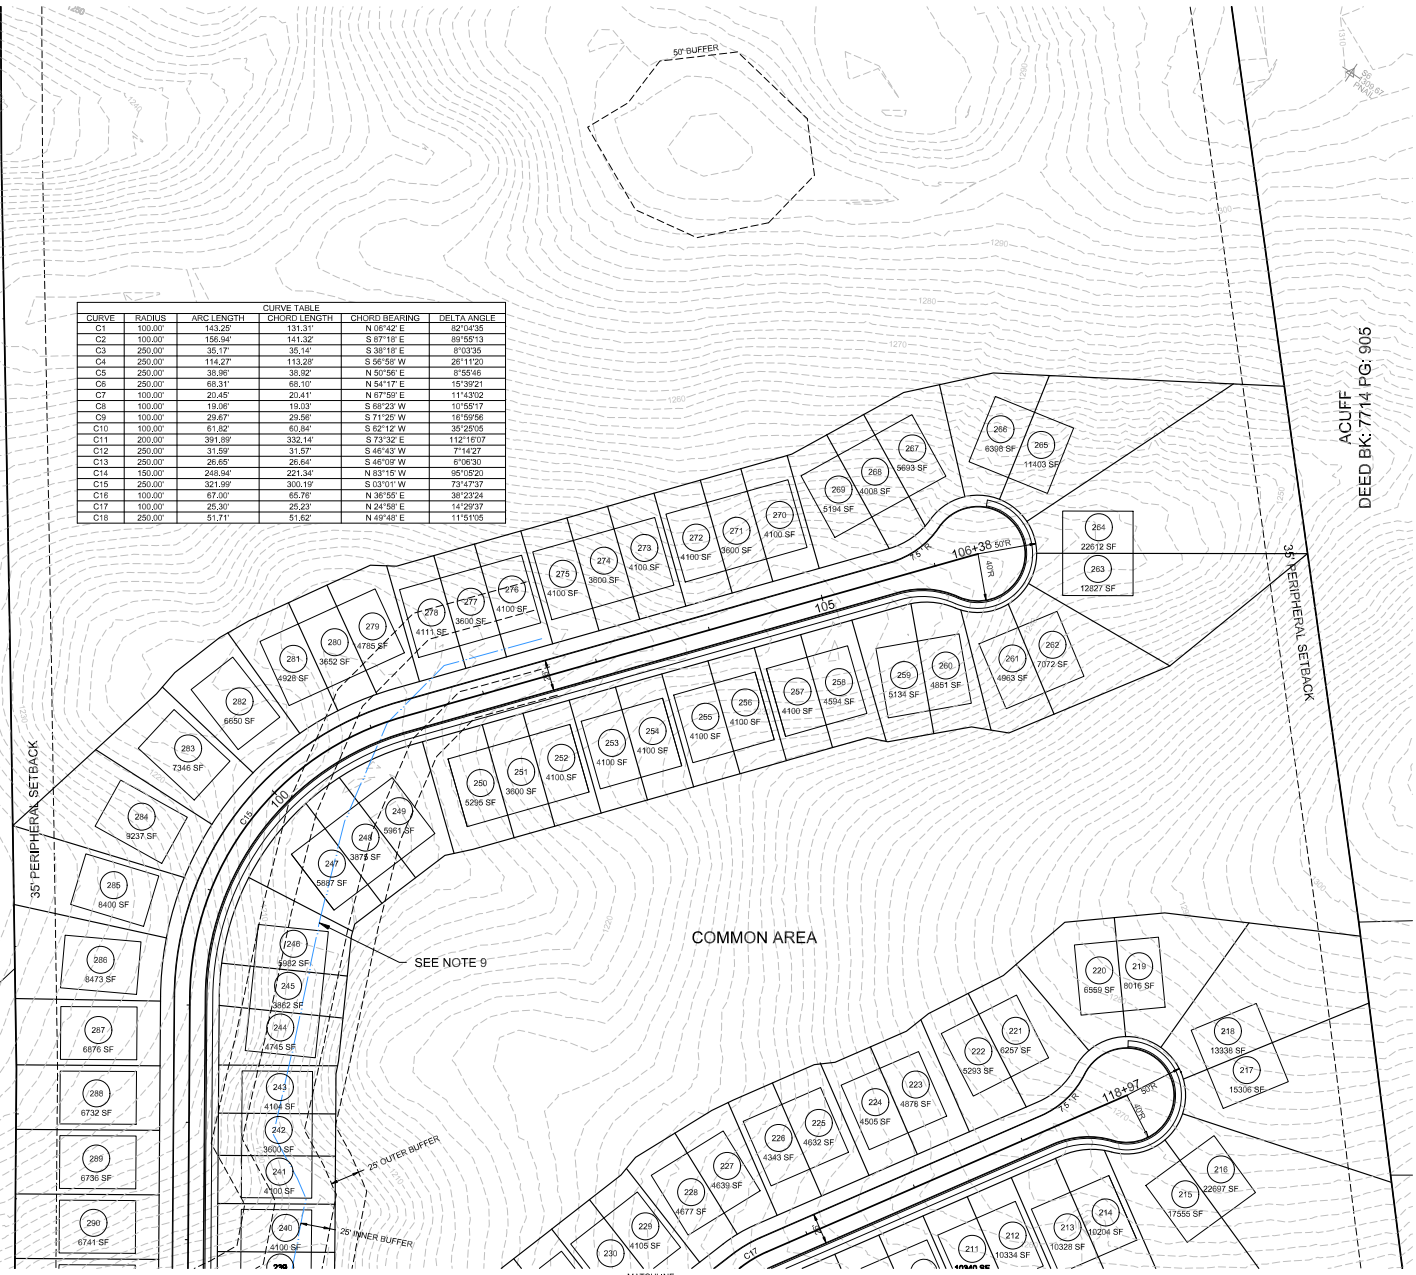 50' BUFFER
CURVE TABLE
CURVE RADIUS ARC LENGTH CHORD LENGTH CHORD BEARING DELTA ANGLE
C1 100.00' 143.25' 131.31' N 06°42' E 82°04'35
C2 100.00' 156.94' 141.32' S 87°18' E 89°55'13
C3 250.00' 35.17' 35.14' S 38°18' E 8°03'35
C4 250.00' 114.27' 113.28' S 56°58' W 26°11'20
C5 250.00' 38.96' 38.92' N 50°56' E 8°55'46
C6 250.00' 68.31' 68.10' N 54°17' E 15°39'21
C7 100.00' 20.45' 20.41' N 67°59' E 11°43'02
C8 100.00' 19.06' 19.03' S 68°23' W 10°55'17
C9 100.00' 29.67' 29.56' S 71°25' W 16°59'56
C10 100.00' 61.82' 60.84' S 62°12' W 35°25'05
C11 200.00' 391.89' 332.14' S 73°32' E 112°16'07
C12 250.00' 31.59' 31.57' S 46°43' W 7°14'27
C13 250.00' 26.65' 26.64' S 46°09' W 6°06'30
C14 150.00' 248.94' 221.34' N 83°15' W 95°05'20
C15 250.00' 321.99' 300.19' S 03°01' W 73°47'37
C16 100.00' 67.00' 65.76' N 36°55' E 38°23'24
C17 100.00' 25.30' 25.23' N 24°58' E 14°29'37
C18 250.00' 51.71' 51.62' N 49°48' E 11°51'05
1290
1280
1270
1260
ACUFF
DEED BK: 7714 PG: 905
35' PERIPHERAL SETBACK
35' PERIPHERAL SETBACK
266
6398 SF
265
11403 SF
264
22612 SF
263
12827 SF
262
7072 SF
261
4963 SF
260
4851 SF
259
5134 SF
258
4594 SF
257
4100 SF
256
4100 SF
255
4100 SF
254
4100 SF
253
4100 SF
252
4100 SF
251
3600 SF
250
5295 SF
249
5961 SF
248
3875 SF
247
5887 SF
246
5982 SF
245
3862 SF
244
4745 SF
243
4104 SF
242
3600 SF
241
4100 SF
240
4100 SF
239
267
5693 SF
268
4008 SF
269
5194 SF
270
4100 SF
271
3600 SF
272
4100 SF
273
4100 SF
274
3600 SF
275
4100 SF
276
4100 SF
277
3600 SF
278
4111 SF
279
4785 SF
280
3652 SF
281
4928 SF
282
6650 SF
283
7346 SF
284
9237 SF
285
8400 SF
286
8473 SF
287
6876 SF
288
6732 SF
289
6736 SF
290
6741 SF
106+38
50'R
40'R
75' R
105
100
C15
SEE NOTE 9
COMMON AREA
25' OUTER BUFFER
25' INNER BUFFER
220
6559 SF
219
8016 SF
218
13338 SF
217
15306 SF
216
22697 SF
215
17555 SF
214
10204 SF
213
10328 SF
212
10334 SF
211
10340 SF
221
6257 SF
222
5293 SF
223
4878 SF
224
4505 SF
225
4632 SF
226
4343 SF
227
4639 SF
228
4677 SF
229
4105 SF
230
118+97
50'R
40'R
75' R
C17